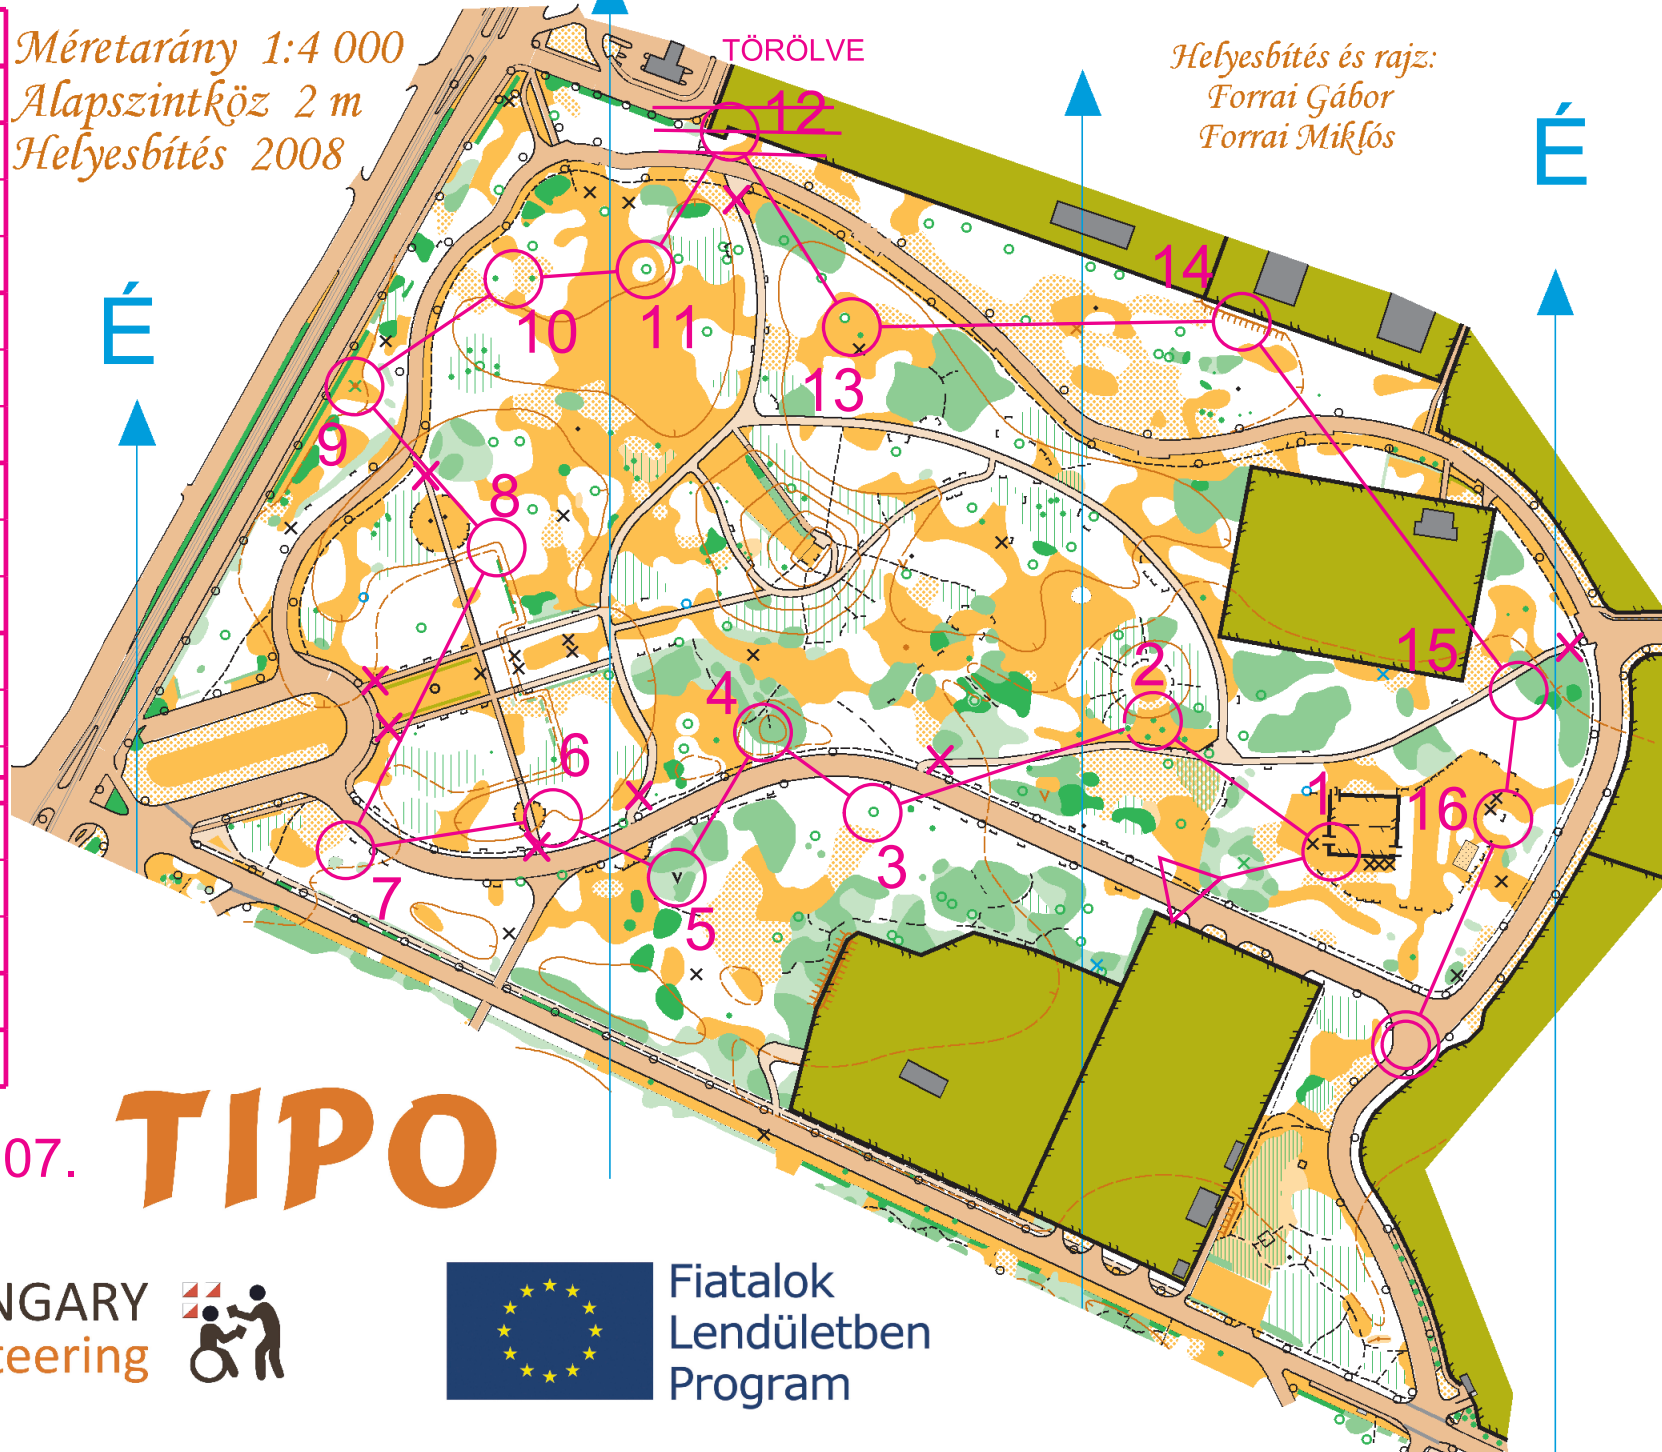 Méretarány 1:4 000
Alapszintköz 2 m
Helyesbítés 2008
TÖRÖLVE
Helyesbítés és rajz:
Forrai Gábor
Forrai Miklós
É
É
12
14
10
11
13
9
8
15
2
4
6
1
16
3
7
5
07.
TIPO
NGARY
teering
Fiatalok
Lendületben
Program